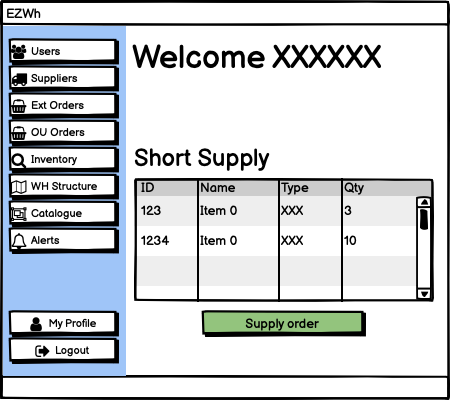 EZWh
Users
Suppliers
Ext Orders
OU Orders
Inventory
WH Structure
Catalogue
Alerts
My Profile
Logout
Welcome XXXXXX
Short Supply
ID Name Type Qty
123 Item 0 XXX 3
1234 Item 0 XXX 10
Supply order